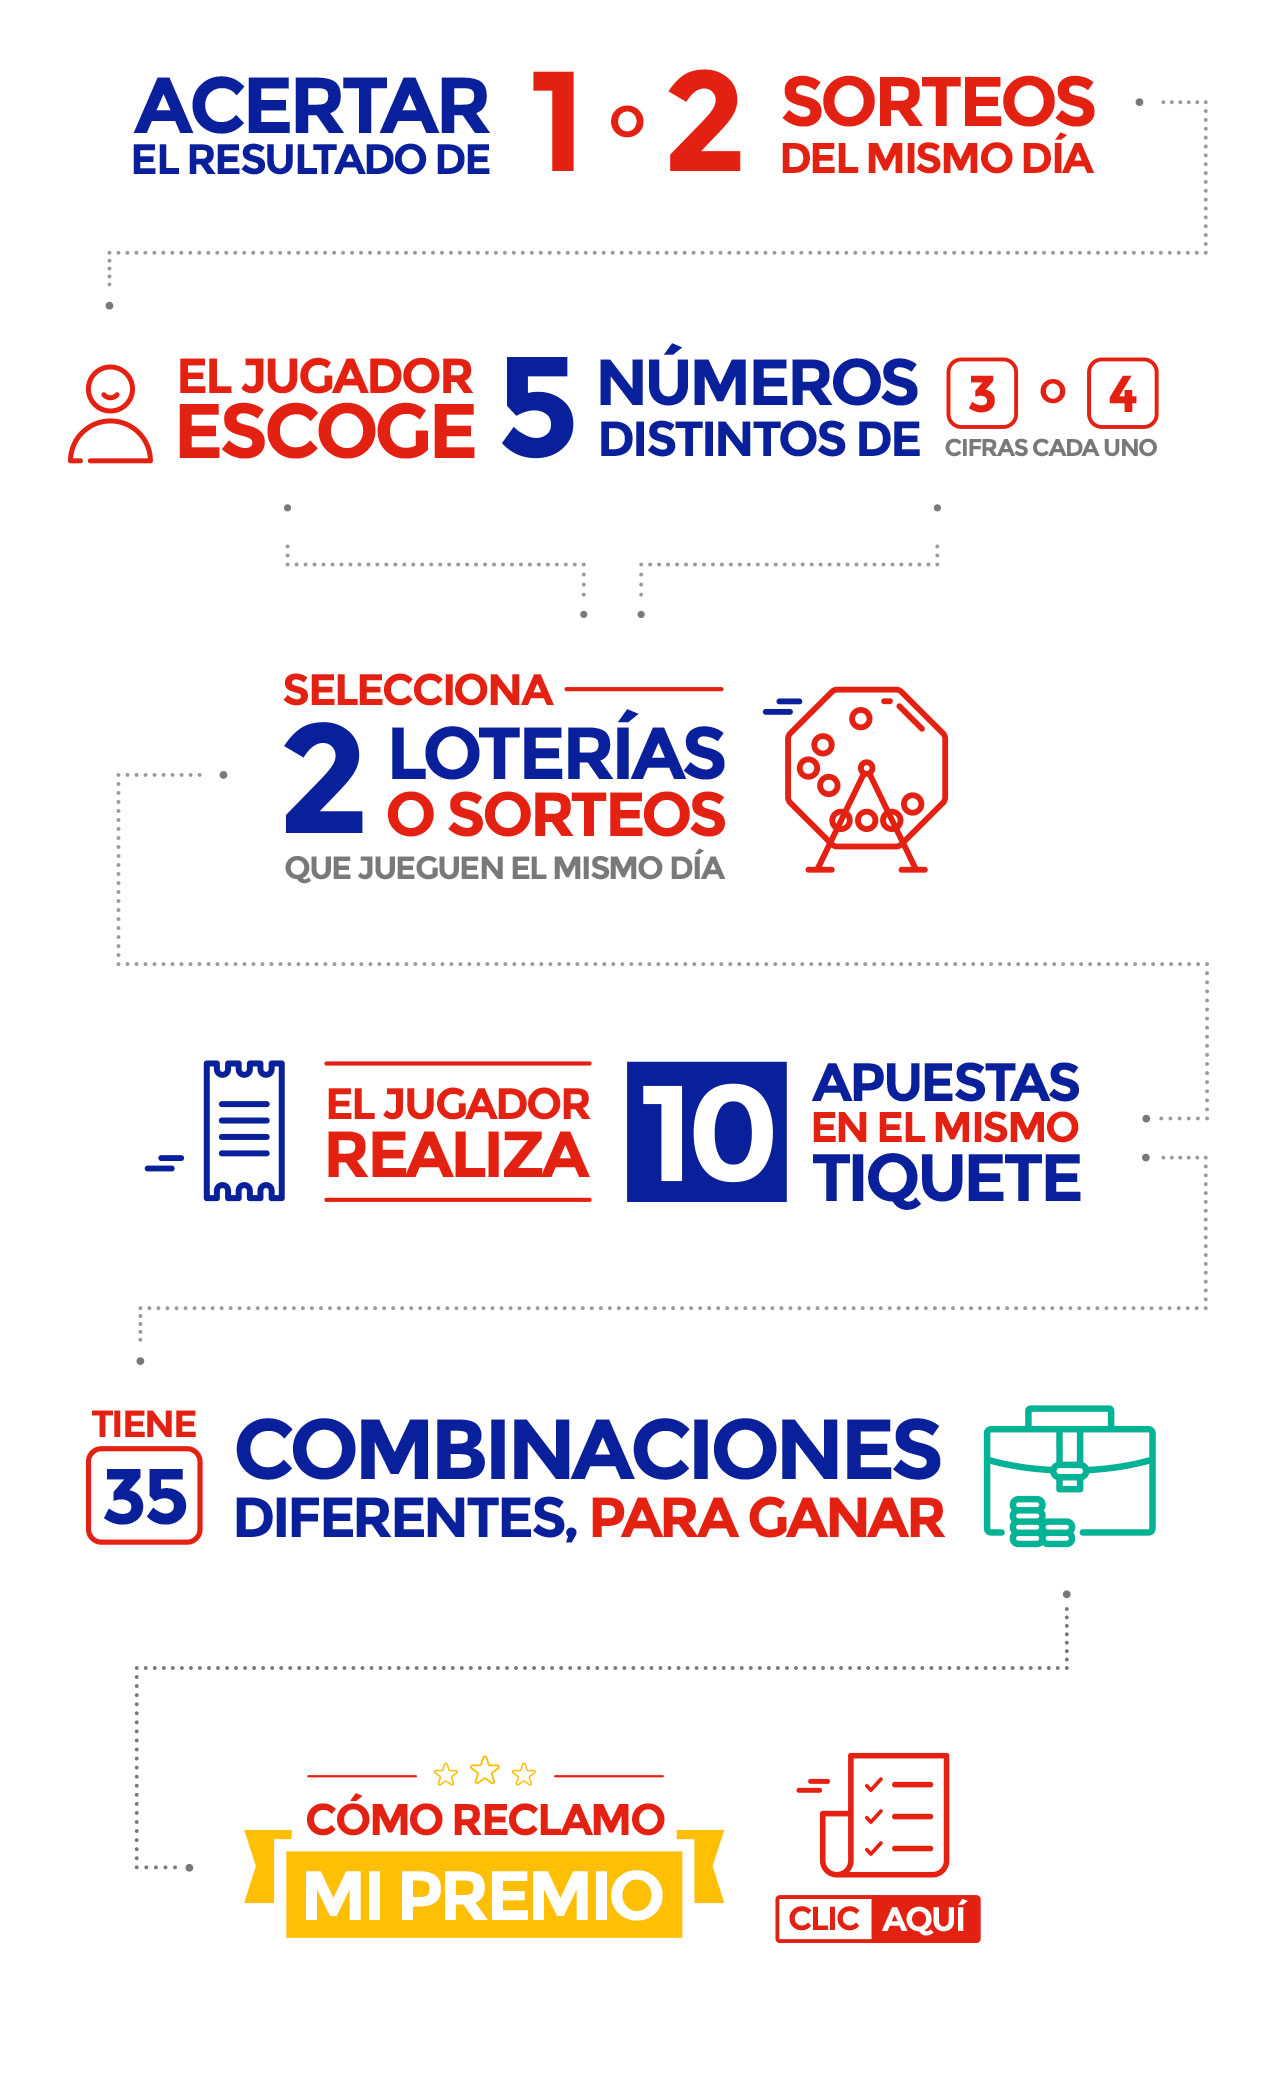 ACERTAR
EL RESULTADO DE
1 o 2
SORTEOS
DEL MISMO DÍA
EL JUGADOR
ESCOGE
5
NÚMEROS
DISTINTOS DE
3 o 4
CIFRAS CADA UNO
SELECCIONA
2
LOTERÍAS
O SORTEOS
QUE JUEGUEN EL MISMO DÍA
EL JUGADOR
REALIZA
10
APUESTAS
EN EL MISMO
TIQUETE
TIENE
35
COMBINACIONES
DIFERENTES, PARA GANAR
CÓMO RECLAMO
MI PREMIO
CLIC AQUÍ